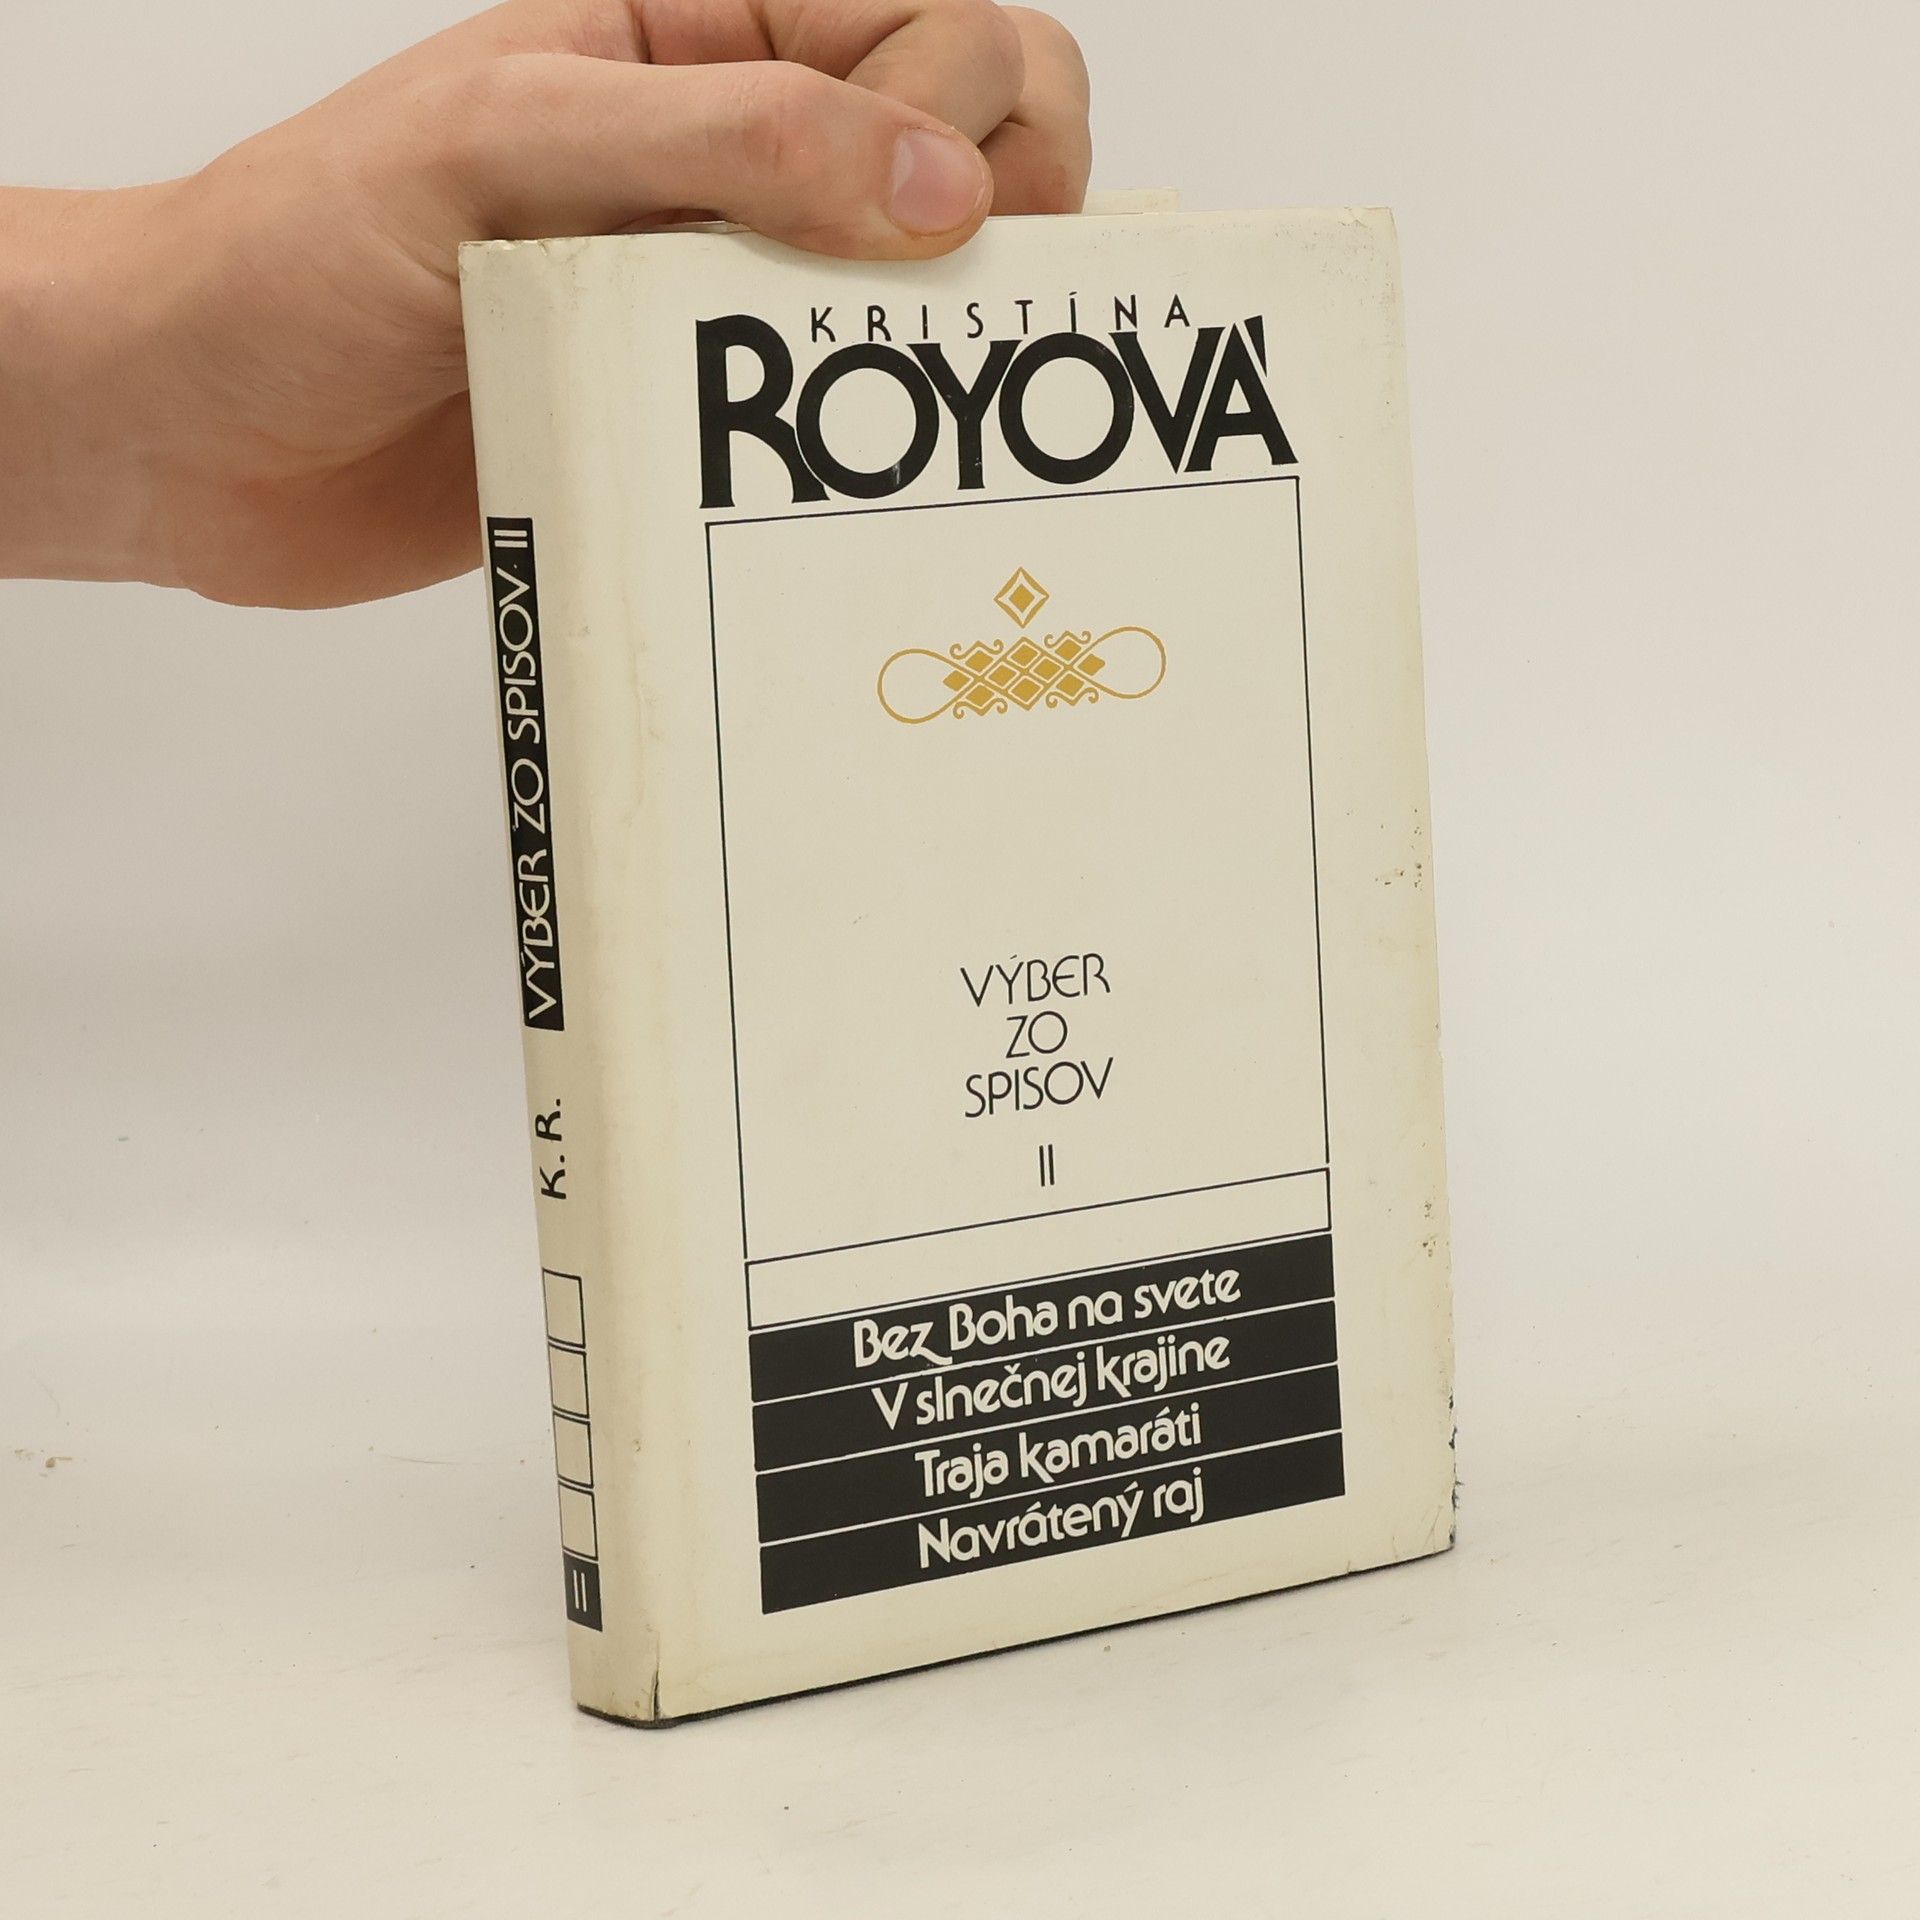 KRISTÍNA
ROYOVÁ
VÝBER
ZO
SPISOV
II
Bez Boha na svete
V slnečnej krajine
Traja kamaráti
Navrátený raj
VÝBER ZO SPISOV II
K. R.
II